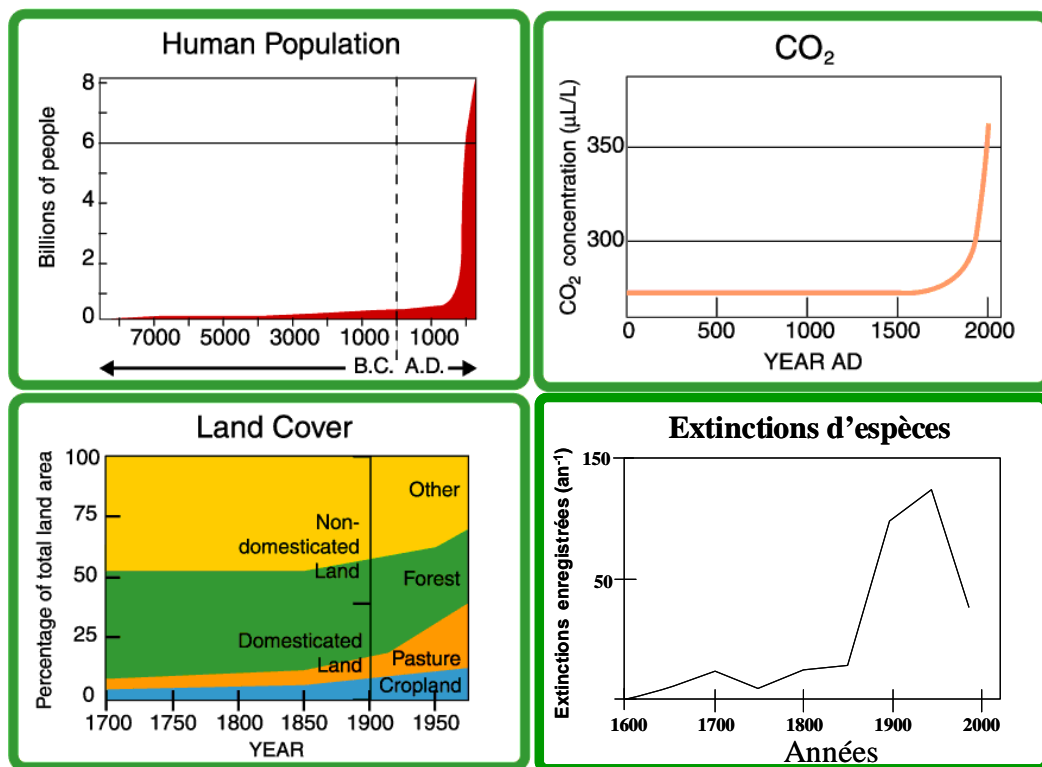 Human Population
Billions of people
8
6
4
2
0
7000 5000 3000 1000 1000
B.C. A.D.
CO₂
CO₂ concentration (µL/L)
350
300
0 500 1000 1500 2000
YEAR AD
Land Cover
Percentage of total land area
100
75
50
25
0
Other
Non-
domesticated
Land
Forest
Domesticated
Land
Pasture
Cropland
1700 1750 1800 1850 1900 1950
YEAR
Extinctions d’espèces
Extinctions enregistrées (an⁻¹)
150
50
1600 1700 1800 1900 2000
Années